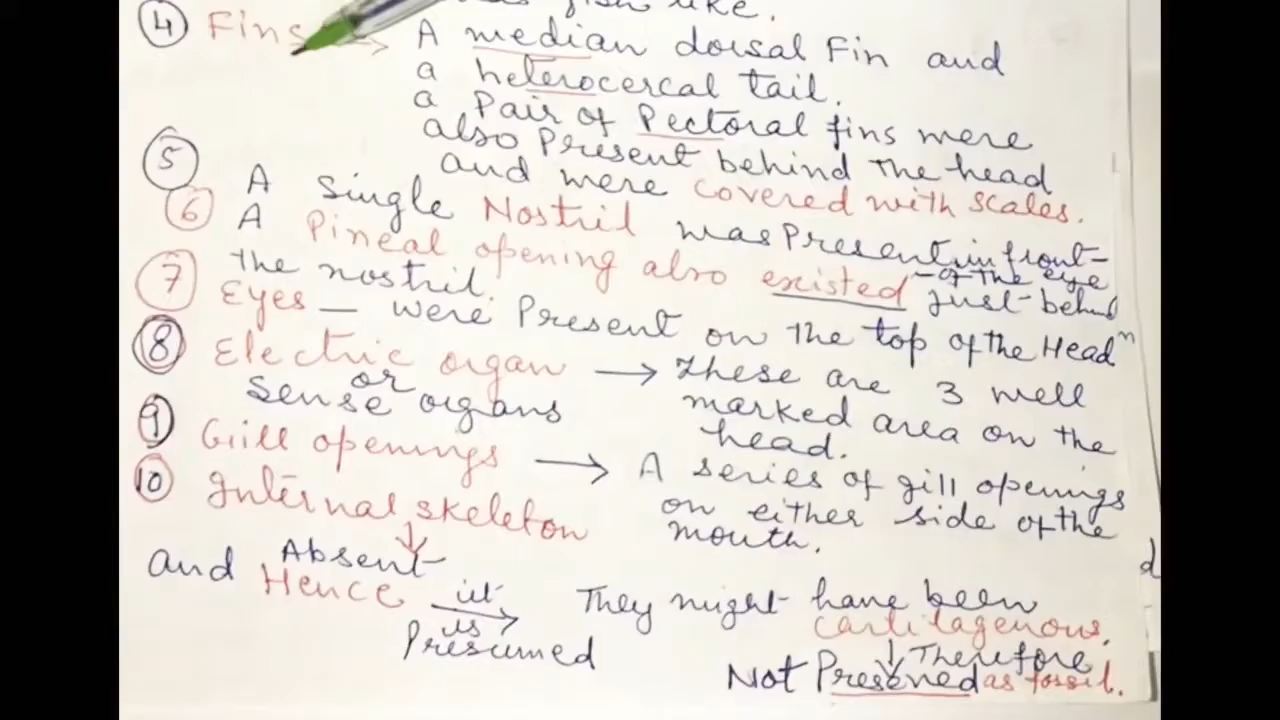 fish like.
④ Fins → A median dorsal Fin and
a heterocercal tail.
a Pair of Pectoral fins were
also Present behind the head
and were covered with scales.
⑤ A single Nostril was Present in front
of the eye
⑥ A Pineal opening also existed just behind
the nostril.
⑦ Eyes — were Present on the top of the Head
⑧ Electric organ → These are 3 well
or
sense organs
marked area on the
head.
⑨ Gill openings → A series of gill openings
on either side of the
mouth.
⑩ Internal skeleton
↓
Absent
and Hence it is Presumed → They might have been
cartilagenous.
↓ Therefore
Not Preserved as fossil.
d